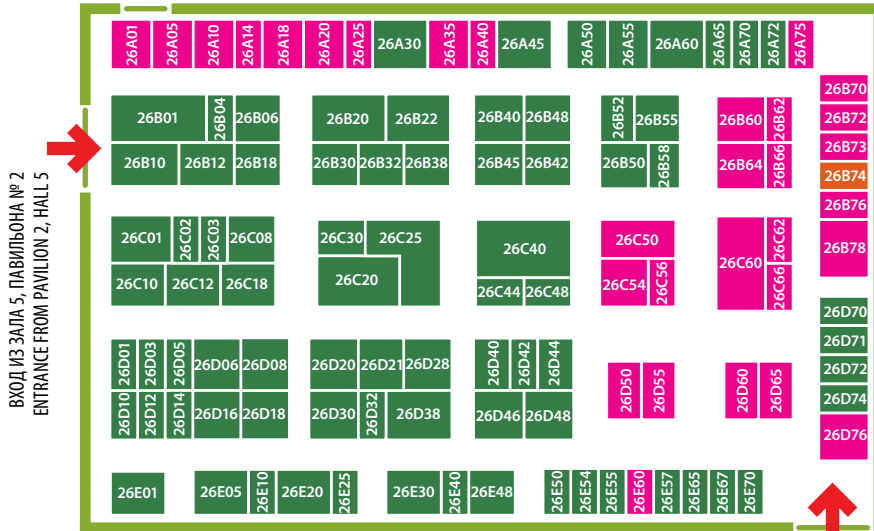 26A01 26A05 26A10 26A14 26A18 26A20 26A25 26A30 26A35 26A40 26A45 26A50 26A55 26A60 26A65 26A70 26A72 26A75
26B70
26B01 26B04 26B06 26B20 26B22 26B40 26B48 26B52 26B55 26B60 26B62 26B72
26B73
26B10 26B12 26B18 26B30 26B32 26B38 26B45 26B42 26B50 26B58 26B64 26B66 26B74
26B76
26C01 26C02 26C03 26C08 26C30 26C25 26C40 26C50 26C60 26C62 26B78
26C10 26C12 26C18 26C20 26C44 26C48 26C54 26C56 26C66
26D70
26D71
26D01 26D03 26D05 26D06 26D08 26D20 26D21 26D28 26D40 26D42 26D44 26D72
26D50 26D55 26D60 26D65 26D74
26D10 26D12 26D14 26D16 26D18 26D30 26D32 26D38 26D46 26D48 26D76
26E01 26E05 26E10 26E20 26E25 26E30 26E40 26E48 26E50 26E54 26E55 26E60 26E57 26E65 26E67 26E70
ВХОД ИЗ ЗАЛА 5, ПАВИЛЬОНА № 2
ENTRANCE FROM PAVILION 2, HALL 5